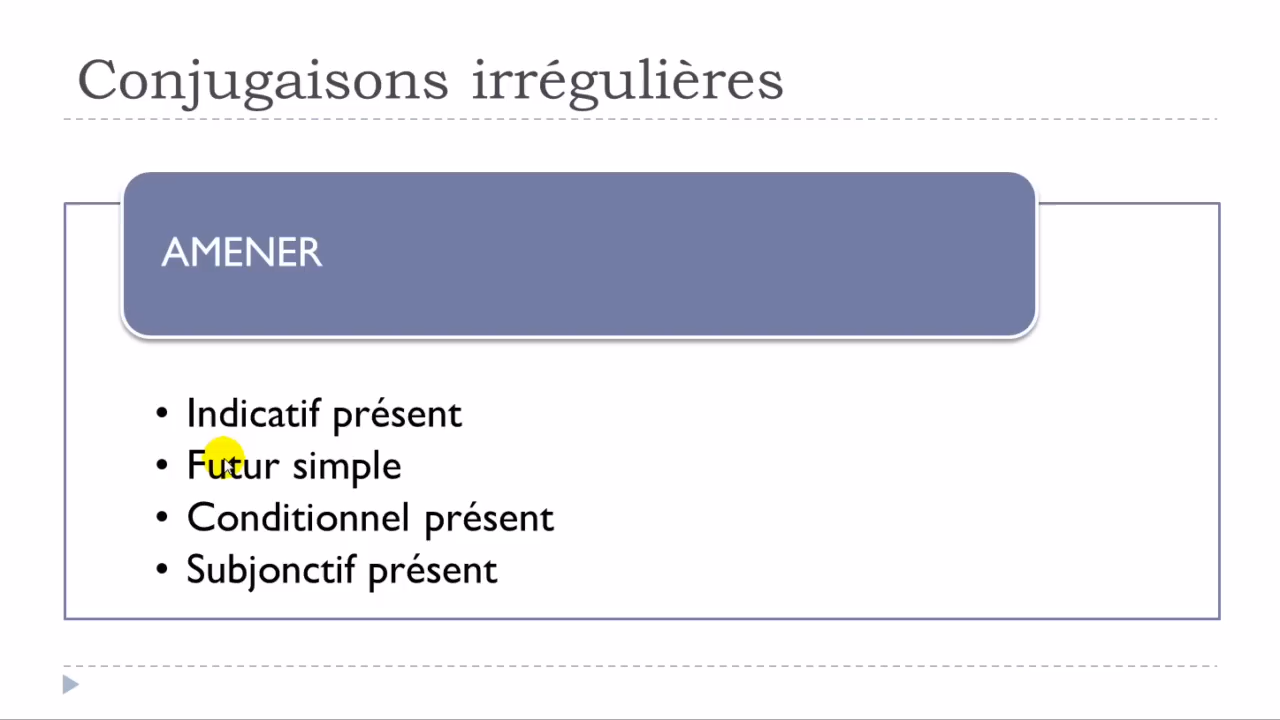 Conjugaisons irrégulières
AMENER
• Indicatif présent
• Futur simple
• Conditionnel présent
• Subjonctif présent